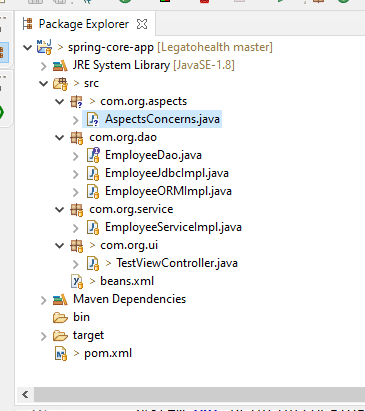 Package Explorer
> spring-core-app [Legatohealth master]
JRE System Library [JavaSE-1.8]
> src
> com.org.aspects
AspectsConcerns.java
com.org.dao
EmployeeDao.java
EmployeeJdbcImpl.java
EmployeeORMImpl.java
com.org.service
EmployeeServiceImpl.java
> com.org.ui
> TestViewController.java
> beans.xml
Maven Dependencies
bin
target
> pom.xml